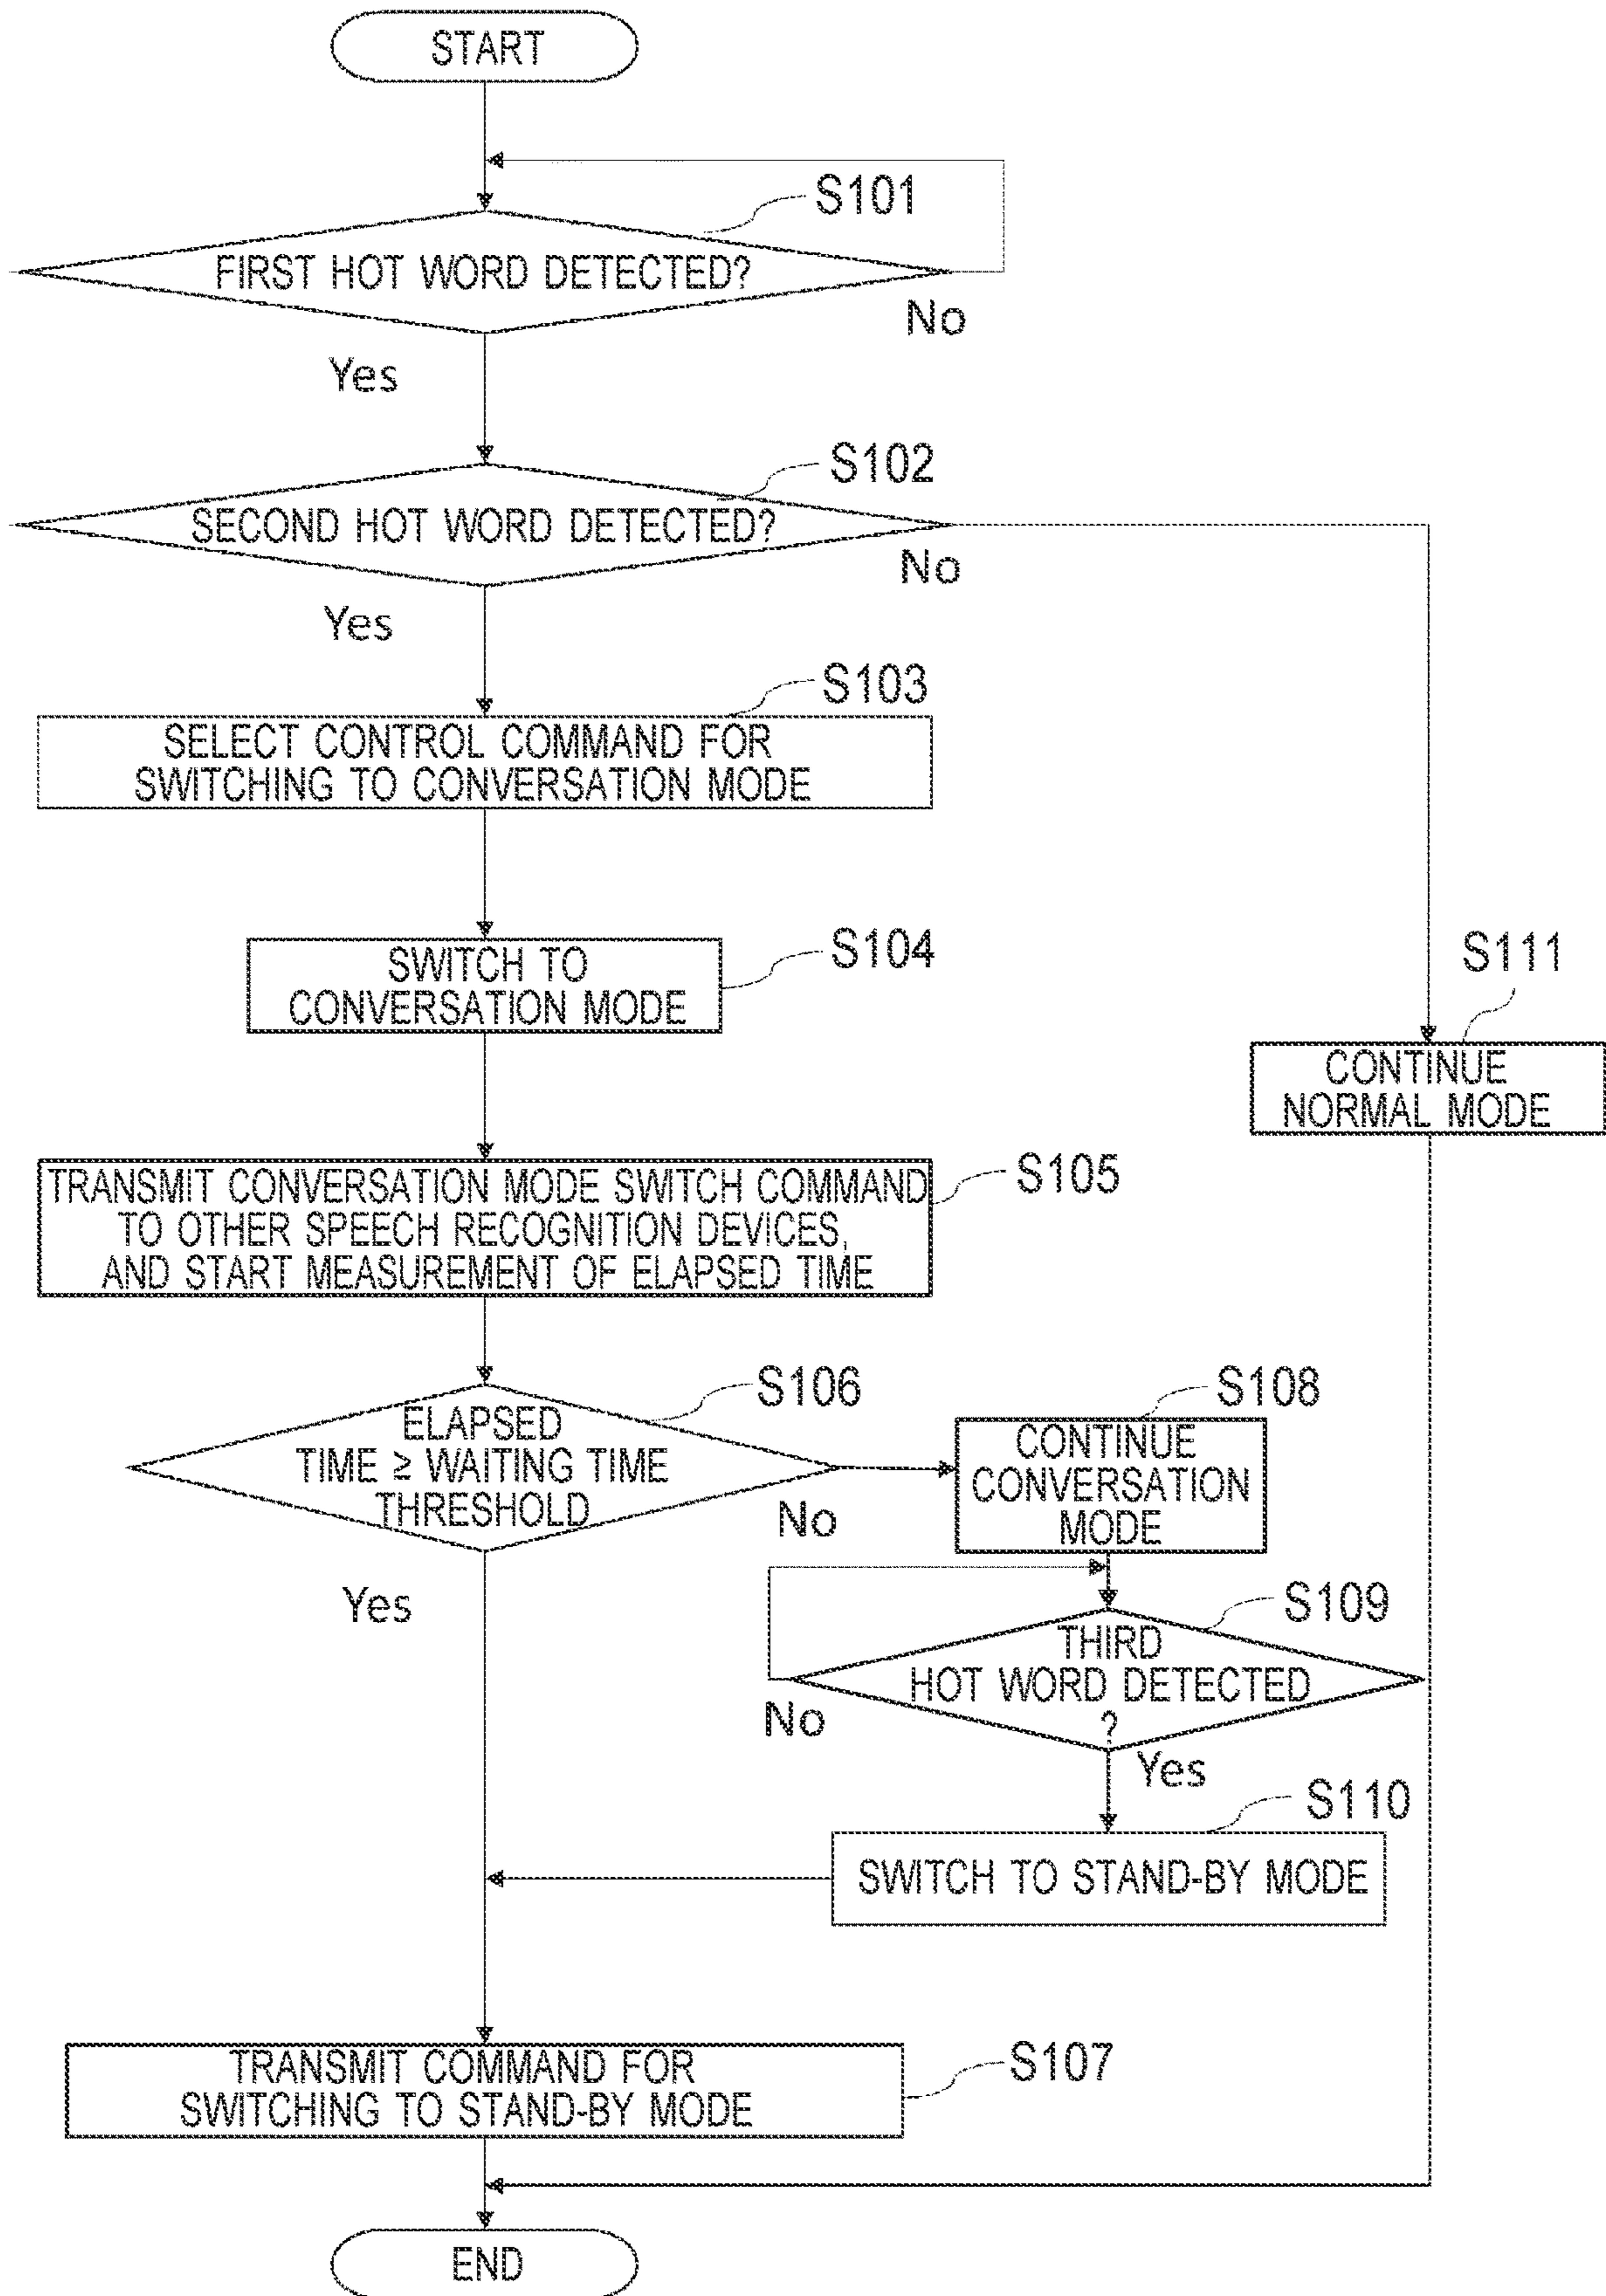 START
S101
FIRST HOT WORD DETECTED?
No
Yes
S102
SECOND HOT WORD DETECTED?
No
Yes
S103
SELECT CONTROL COMMAND FOR
SWITCHING TO CONVERSATION MODE
S104
SWITCH TO
CONVERSATION MODE
S111
CONTINUE
NORMAL MODE
S105
TRANSMIT CONVERSATION MODE SWITCH COMMAND
TO OTHER SPEECH RECOGNITION DEVICES,
AND START MEASUREMENT OF ELAPSED TIME
S106
ELAPSED
TIME ≥ WAITING TIME
THRESHOLD
No
Yes
S108
CONTINUE
CONVERSATION
MODE
S109
THIRD
HOT WORD DETECTED
?
No
Yes
S110
SWITCH TO STAND-BY MODE
S107
TRANSMIT COMMAND FOR
SWITCHING TO STAND-BY MODE
END